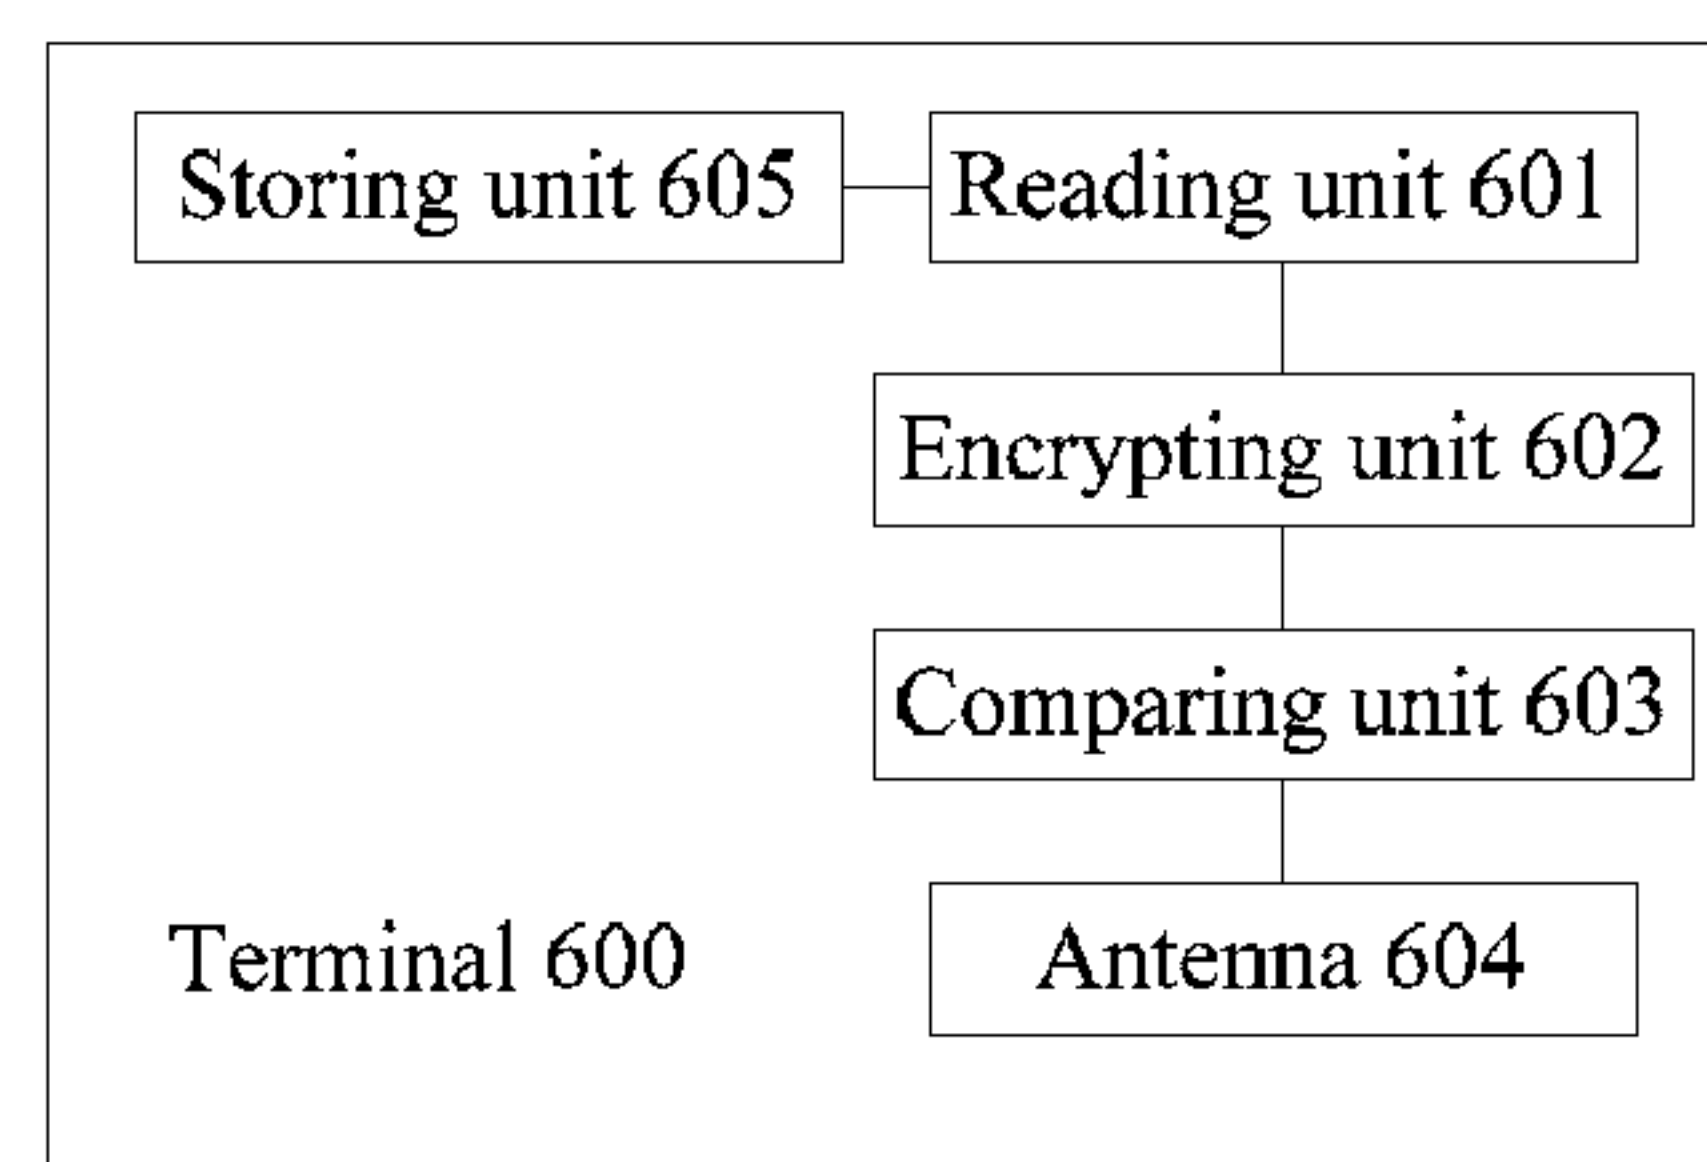 Storing unit 605
Reading unit 601
Encrypting unit 602
Comparing unit 603
Terminal 600
Antenna 604